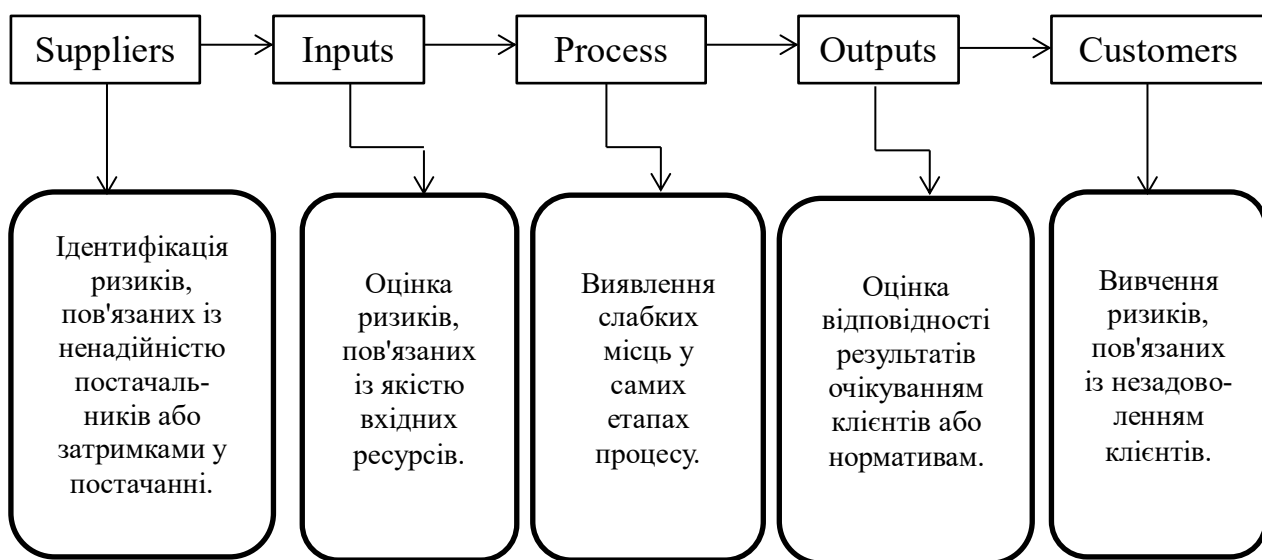 Suppliers
Inputs
Process
Outputs
Customers
Ідентифікація
ризиків,
пов'язаних із
ненадійністю
постачаль-
ників або
затримками у
постачанні.
Оцінка
ризиків,
пов'язаних
із якістю
вхідних
ресурсів.
Виявлення
слабких
місць у
самих
етапах
процесу.
Оцінка
відповідності
результатів
очікуванням
клієнтів або
нормативам.
Вивчення
ризиків,
пов'язаних
із незадово-
ленням
клієнтів.